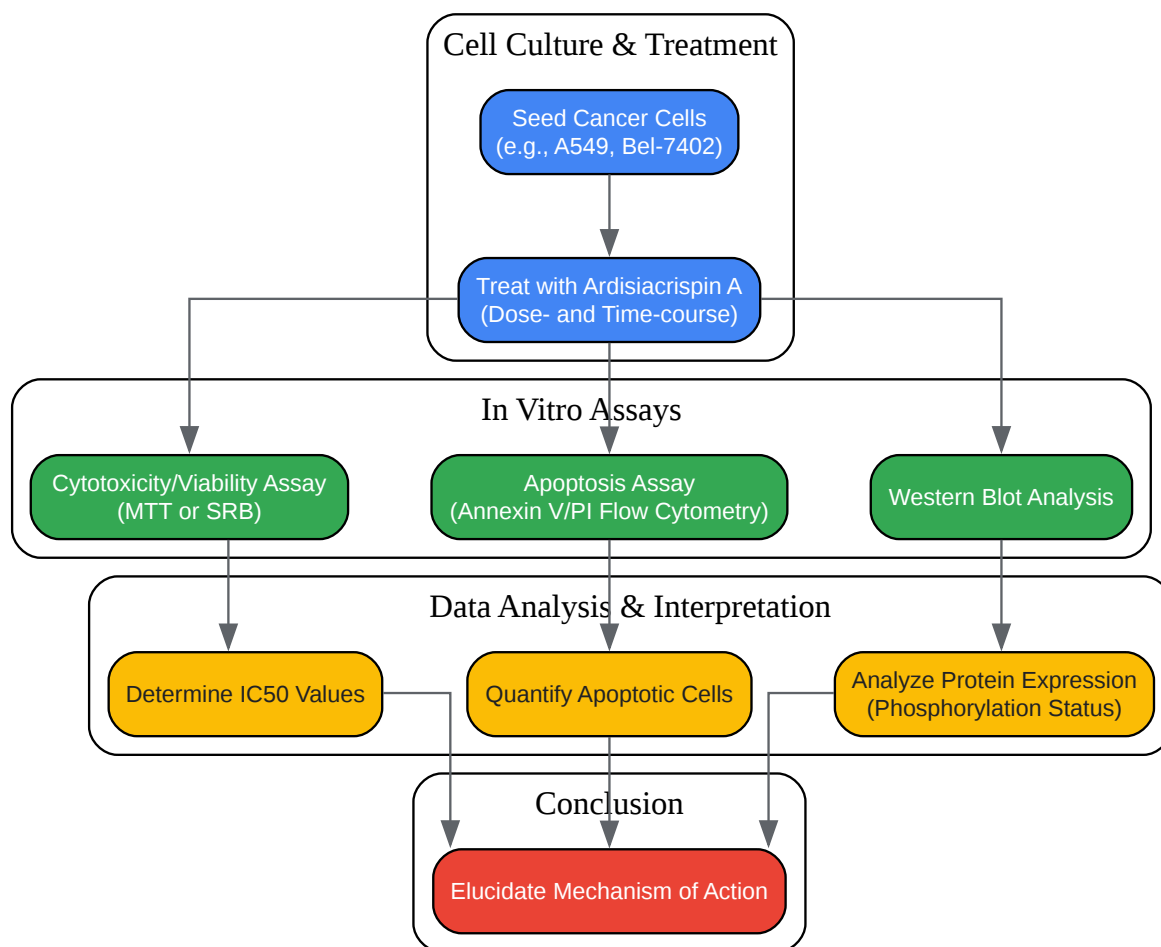 Cell Culture & Treatment
Seed Cancer Cells
(e.g., A549, Bel-7402)
Treat with Ardisiacrispin A
(Dose- and Time-course)
In Vitro Assays
Cytotoxicity/Viability Assay
(MTT or SRB)
Apoptosis Assay
(Annexin V/PI Flow Cytometry)
Western Blot Analysis
Data Analysis & Interpretation
Determine IC50 Values
Quantify Apoptotic Cells
Analyze Protein Expression
(Phosphorylation Status)
Conclusion
Elucidate Mechanism of Action